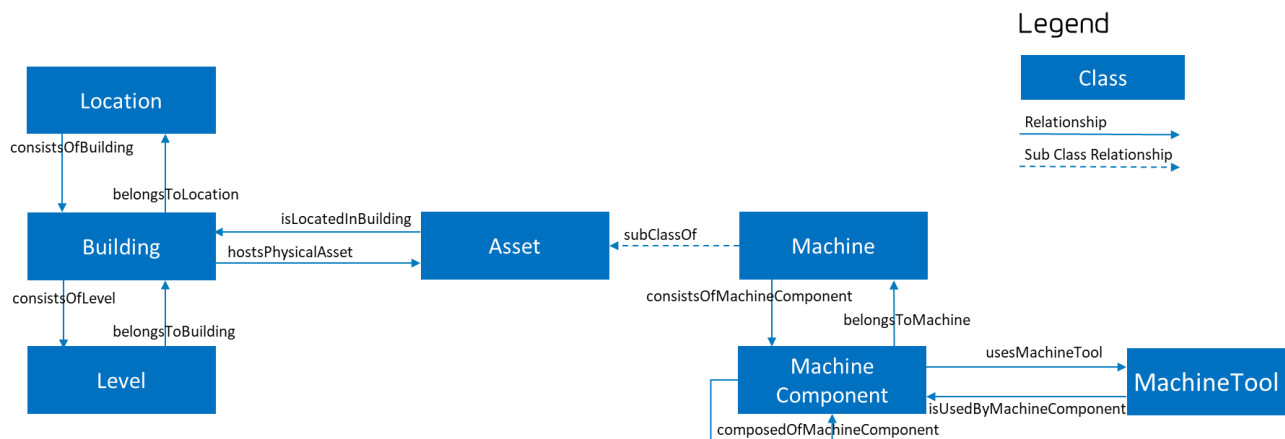 Legend
Class
Relationship
Sub Class Relationship
Location
consistsOfBuilding
belongsToLocation
Building
isLocatedInBuilding
hostsPhysicalAsset
Asset
subClassOf
Machine
consistsOfLevel
belongsToBuilding
Level
consistsOfMachineComponent
belongsToMachine
Machine
Component
usesMachineTool
isUsedByMachineComponent
MachineTool
composedOfMachineComponent